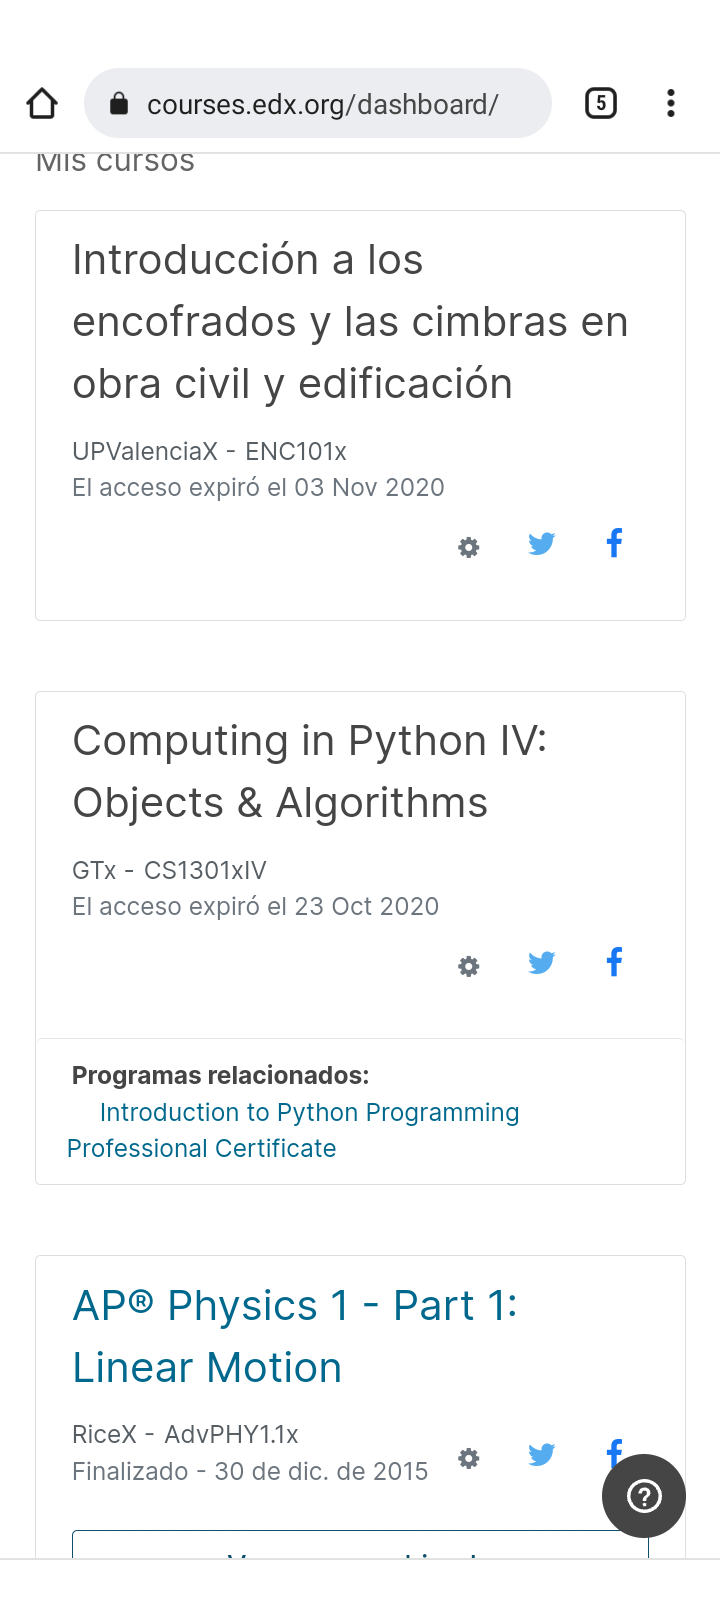 courses.edx.org/dashboard/
5
Mis cursos
Introducción a los
encofrados y las cimbras en
obra civil y edificación
UPValenciaX - ENC101x
El acceso expiró el 03 Nov 2020
Computing in Python IV:
Objects & Algorithms
GTx - CS1301xIV
El acceso expiró el 23 Oct 2020
Programas relacionados:
Introduction to Python Programming
Professional Certificate
AP® Physics 1 - Part 1:
Linear Motion
RiceX - AdvPHY1.1x
Finalizado - 30 de dic. de 2015